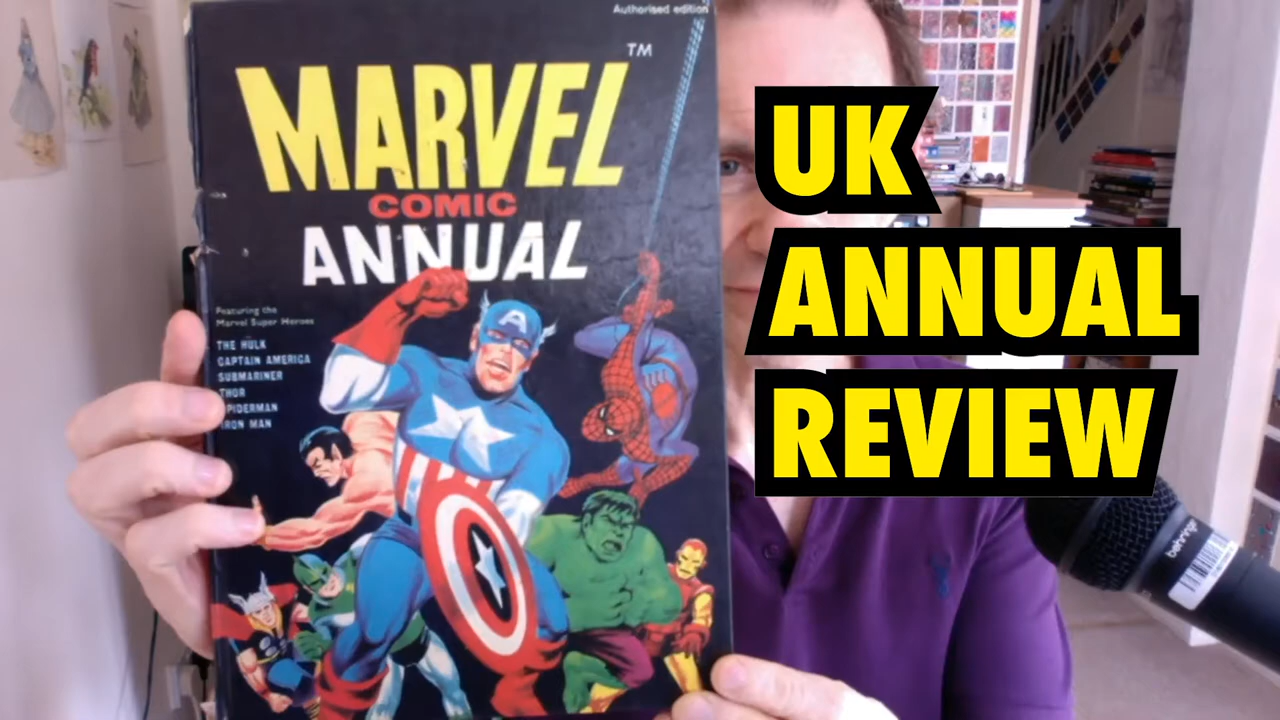 Authorised edition
TM
MARVEL
COMIC
ANNUAL
Featuring the
Marvel Super Heroes
THE HULK
CAPTAIN AMERICA
SUBMARINER
THOR
SPIDERMAN
IRON MAN
A
UK
ANNUAL
REVIEW
behringer